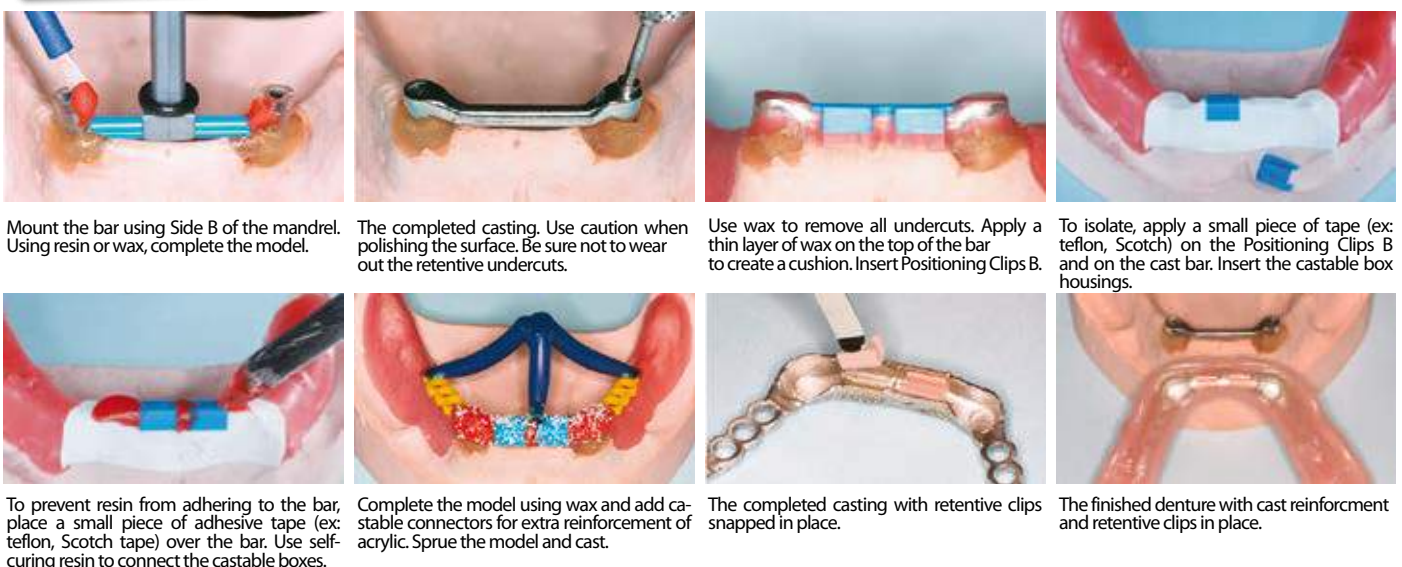 Mount the bar using Side B of the mandrel.
Using resin or wax, complete the model.
The completed casting. Use caution when
polishing the surface. Be sure not to wear
out the retentive undercuts.
Use wax to remove all undercuts. Apply a
thin layer of wax on the top of the bar
to create a cushion. Insert Positioning Clips B.
To isolate, apply a small piece of tape (ex:
teflon, Scotch) on the Positioning Clips B
and on the cast bar. Insert the castable box
housings.
To prevent resin from adhering to the bar,
place a small piece of adhesive tape (ex:
teflon, Scotch tape) over the bar. Use self-
curing resin to connect the castable boxes.
Complete the model using wax and add ca-
stable connectors for extra reinforcement of
acrylic. Sprue the model and cast.
The completed casting with retentive clips
snapped in place.
The finished denture with cast reinforcment
and retentive clips in place.